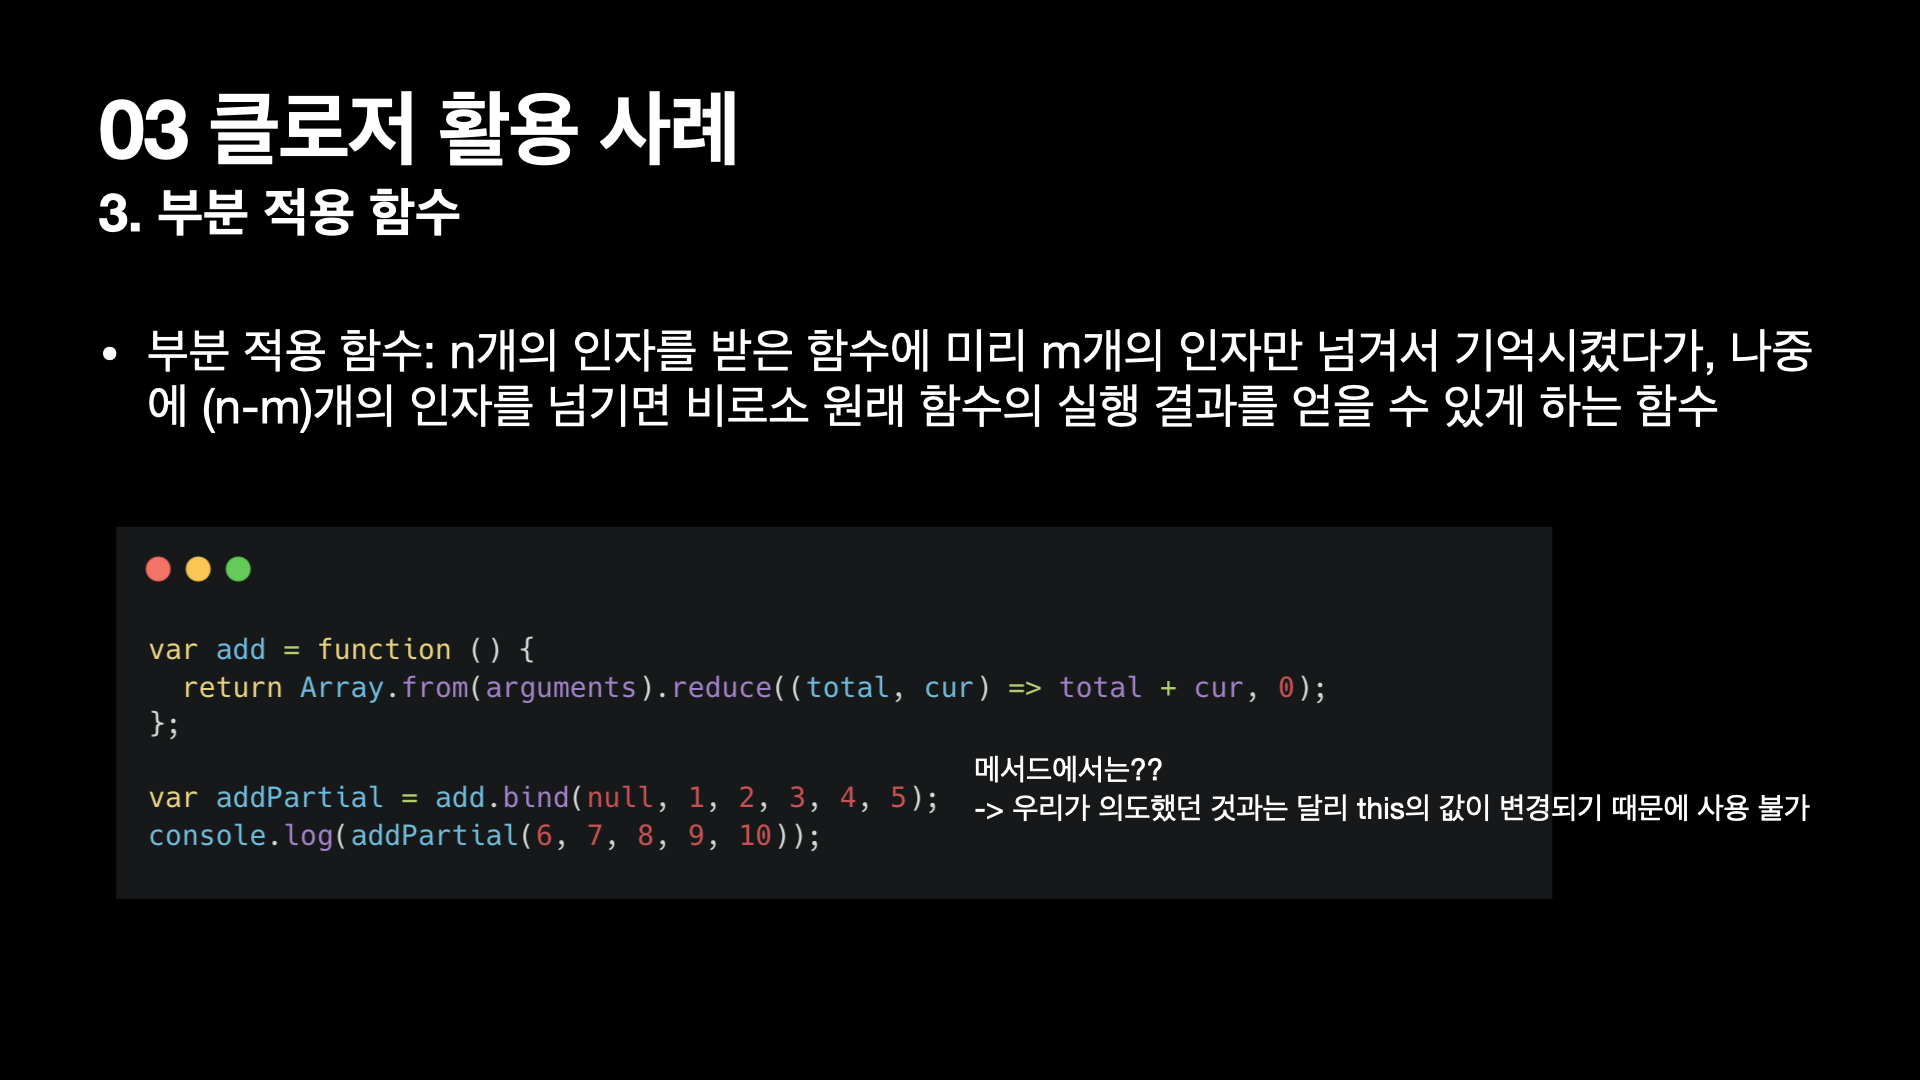 03 클로저 활용 사례
3. 부분 적용 함수
• 부분 적용 함수: n개의 인자를 받은 함수에 미리 m개의 인자만 넘겨서 기억시켰다가, 나중
에 (n-m)개의 인자를 넘기면 비로소 원래 함수의 실행 결과를 얻을 수 있게 하는 함수
var add = function () {
  return Array.from(arguments).reduce((total, cur) => total + cur, 0);
};
var addPartial = add.bind(null, 1, 2, 3, 4, 5);
console.log(addPartial(6, 7, 8, 9, 10));
메서드에서는??
-> 우리가 의도했던 것과는 달리 this의 값이 변경되기 때문에 사용 불가